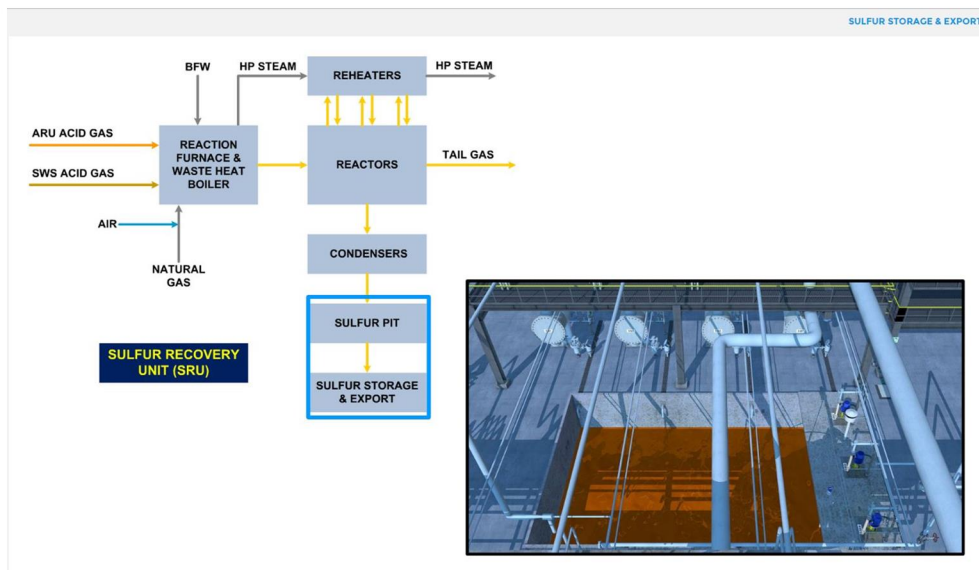 SULFUR STORAGE & EXPORT
BFW
HP STEAM
REHEATERS
HP STEAM
ARU ACID GAS
SWS ACID GAS
REACTION
FURNACE &
WASTE HEAT
BOILER
REACTORS
TAIL GAS
AIR
NATURAL
GAS
CONDENSERS
SULFUR PIT
SULFUR RECOVERY
UNIT (SRU)
SULFUR STORAGE
& EXPORT